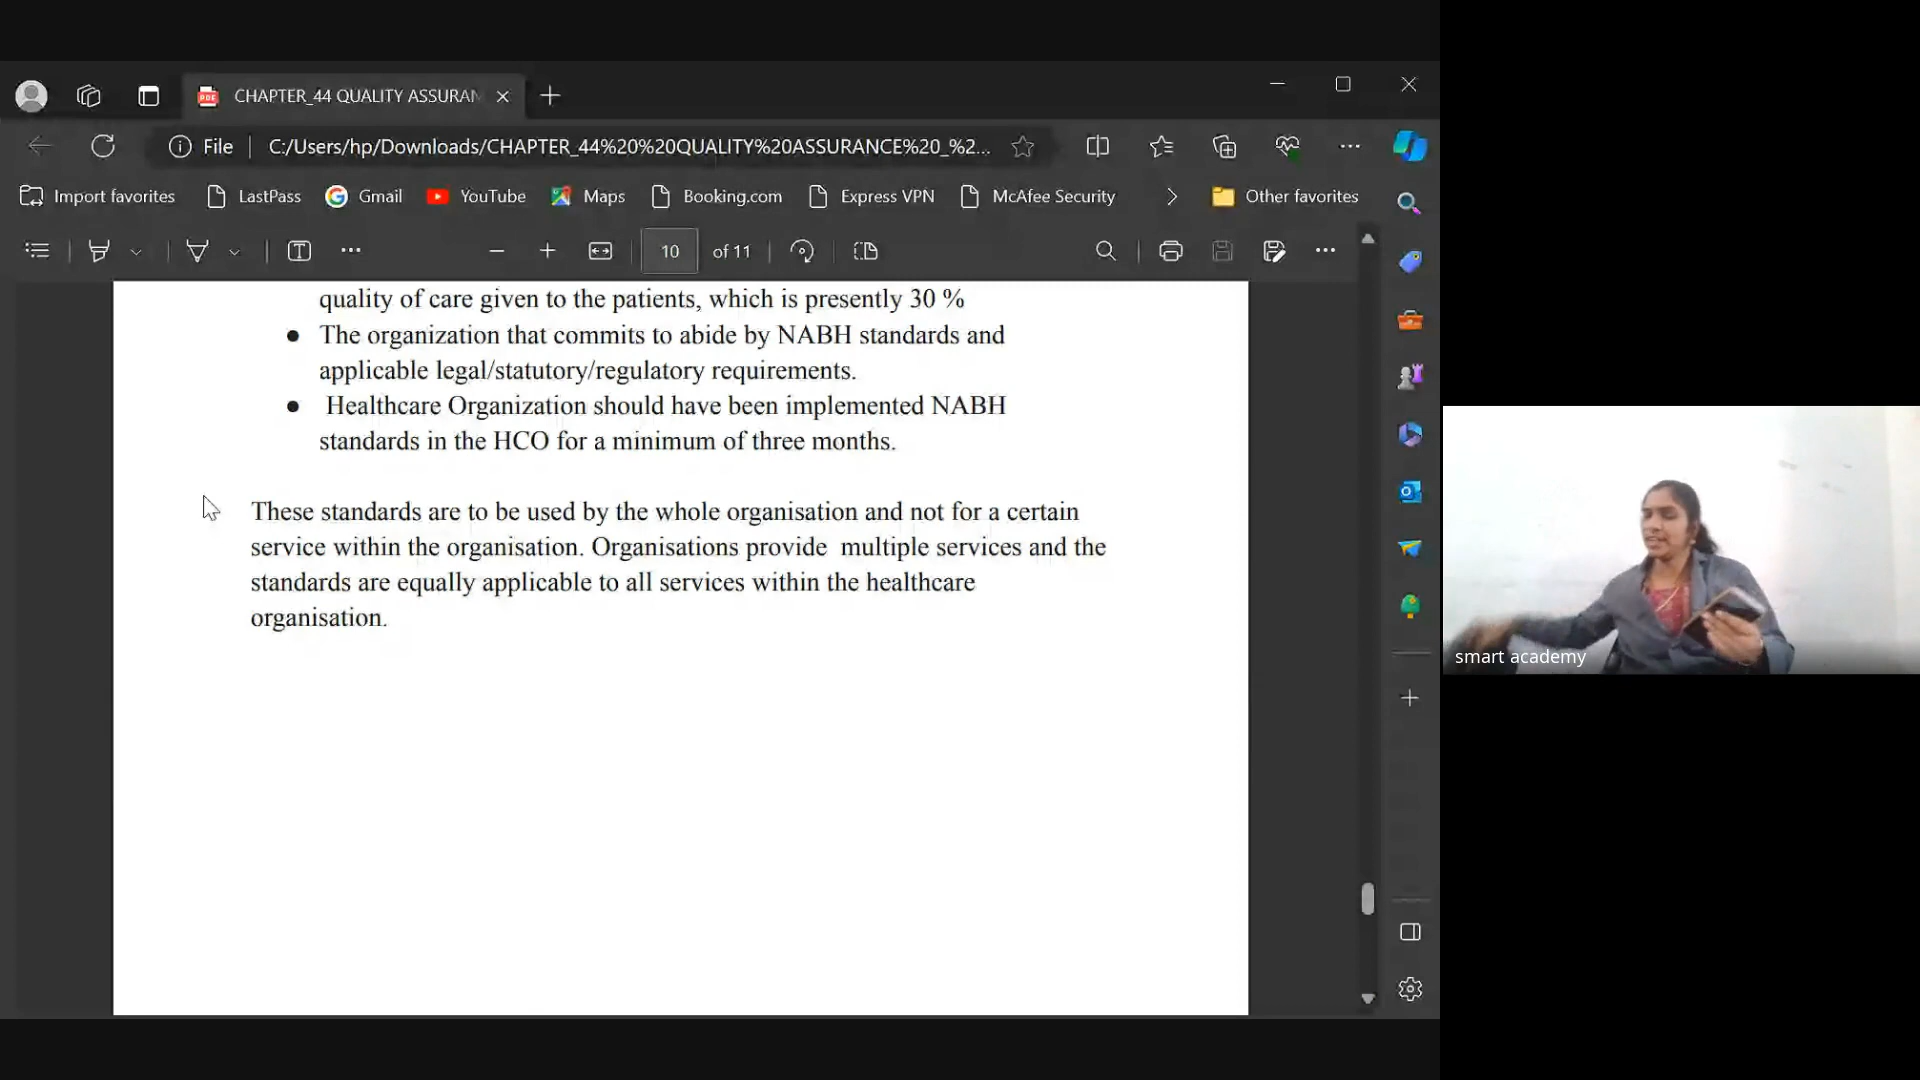 CHAPTER_44 QUALITY ASSURAN
File
C:/Users/hp/Downloads/CHAPTER_44%20%20QUALITY%20ASSURANCE%20_%2...
Import favorites
LastPass
Gmail
YouTube
Maps
Booking.com
Express VPN
McAfee Security
Other favorites
10 of 11
quality of care given to the patients, which is presently 30 %
● The organization that commits to abide by NABH standards and
applicable legal/statutory/regulatory requirements.
● Healthcare Organization should have been implemented NABH
standards in the HCO for a minimum of three months.
These standards are to be used by the whole organisation and not for a certain
service within the organisation. Organisations provide multiple services and the
standards are equally applicable to all services within the healthcare
organisation.
smart academy